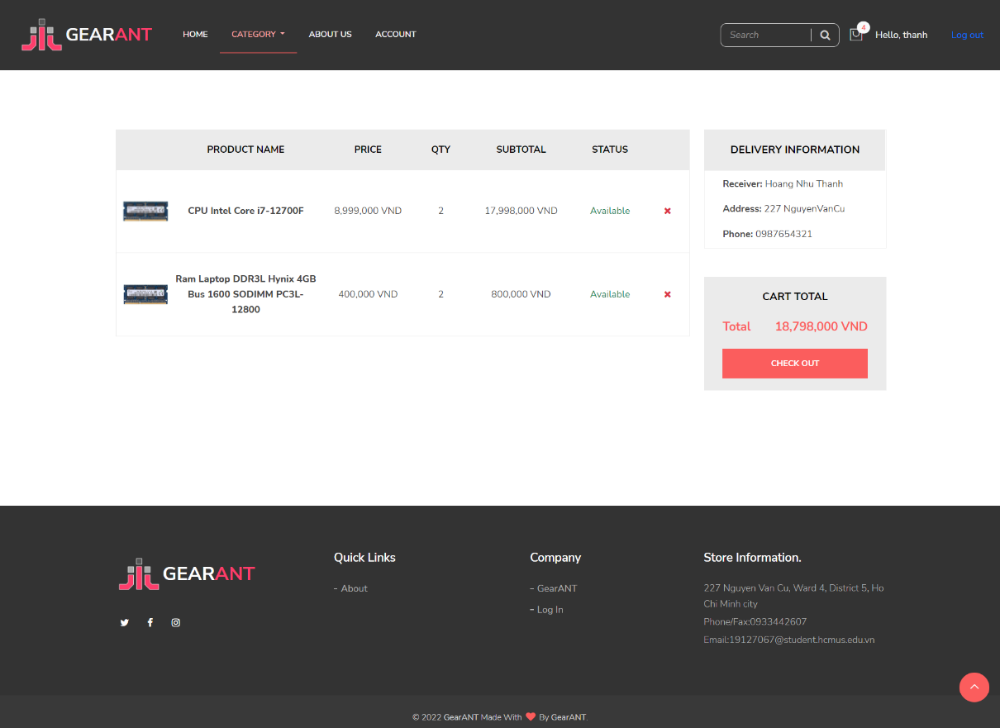 GEARANT
HOME CATEGORY ABOUT US ACCOUNT
Search
4
Hello, thanh
Log out
PRODUCT NAME PRICE QTY SUBTOTAL STATUS
CPU Intel Core i7-12700F 8,999,000 VND 2 17,998,000 VND Available
Ram Laptop DDR3L Hynix 4GB
Bus 1600 SODIMM PC3L-
12800
400,000 VND 2 800,000 VND Available
DELIVERY INFORMATION
Receiver: Hoang Nhu Thanh
Address: 227 NguyenVanCu
Phone: 0987654321
CART TOTAL
Total 18,798,000 VND
CHECK OUT
GEARANT
Quick Links
- About
Company
- GearANT
- Log In
Store Information.
227 Nguyen Van Cu, Ward 4, District 5, Ho
Chi Minh city
Phone/Fax:0933442607
Email:19127067@student.hcmus.edu.vn
© 2022 GearANT Made With ❤ By GearANT.